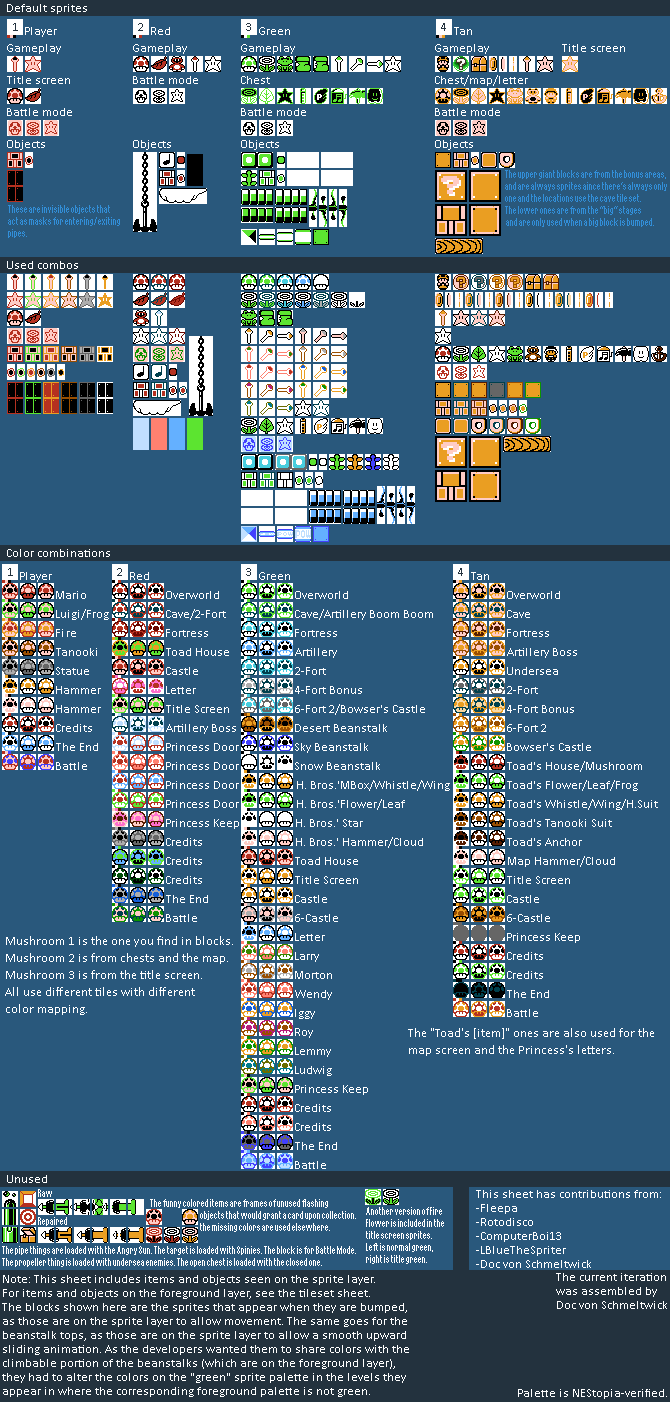 Default sprites
1 Player
2 Red
3 Green
4 Tan
Gameplay
Gameplay
Gameplay
Gameplay
Title screen
Title screen
Battle mode
Chest
Chest/map/letter
Battle mode
Battle mode
Battle mode
Objects
Objects
Objects
Objects
These are invisible objects that
act as masks for entering/exiting
pipes.
The upper giant blocks are from the bonus areas,
and are always sprites since there's always only
one and the locations use the cave tile set.
The lower ones are from the "big" stages
and are only used when a big block is bumped.
Used combos
Color combinations
1 Player
Mario
Luigi/Frog
Fire
Tanooki
Statue
Hammer
Hammer
Credits
The End
Battle
2 Red
Overworld
Cave/2-Fort
Fortress
Toad House
Castle
Letter
Title Screen
Artillery Boss
Princess Door
Princess Door
Princess Door
Princess Door
Princess Keep
Credits
Credits
Credits
The End
Battle
3 Green
Overworld
Cave/Artillery Boom Boom
Fortress
Artillery
2-Fort
4-Fort Bonus
6-Fort 2/Bowser's Castle
Desert Beanstalk
Sky Beanstalk
Snow Beanstalk
H. Bros.'MBox/Whistle/Wing
H. Bros.'Flower/Leaf
H. Bros.' Star
H. Bros.' Hammer/Cloud
Toad House
Title Screen
Castle
6-Castle
Letter
Larry
Morton
Wendy
Iggy
Roy
Lemmy
Ludwig
Princess Keep
Credits
Credits
The End
Battle
4 Tan
Overworld
Cave
Fortress
Artillery Boss
Undersea
2-Fort
4-Fort Bonus
6-Fort 2
Bowser's Castle
Toad's House/Mushroom
Toad's Flower/Leaf/Frog
Toad's Whistle/Wing/H.Suit
Toad's Tanooki Suit
Toad's Anchor
Map Hammer/Cloud
Title Screen
Castle
6-Castle
Princess Keep
Credits
Credits
The End
Battle
Mushroom 1 is the one you find in blocks.
Mushroom 2 is from chests and the map.
Mushroom 3 is from the title screen.
All use different tiles with different
color mapping.
The "Toad's [item]" ones are also used for the
map screen and the Princess's letters.
Unused
Raw
Repaired
The funny colored items are frames of unused flashing
objects that would grant a card upon collection.
the missing colors are used elsewhere.
The pipe things are loaded with the Angry Sun. The target is loaded with Spinies. The block is for Battle Mode.
The propeller thing is loaded with undersea enemies. The open chest is loaded with the closed one.
Another version of Fire
Flower is included in the
title screen sprites.
Left is normal green,
right is title green.
This sheet has contributions from:
-Fleepa
-Rotodisco
-ComputerBoi13
-LBlueTheSpriter
-Doc von Schmeltwick
The current iteration
was assembled by
Doc von Schmeltwick
Note: This sheet includes items and objects seen on the sprite layer.
For items and objects on the foreground layer, see the tileset sheet.
The blocks shown here are the sprites that appear when they are bumped,
as those are on the sprite layer to allow movement. The same goes for the
beanstalk tops, as those are on the sprite layer to allow a smooth upward
sliding animation. As the developers wanted them to share colors with the
climbable portion of the beanstalks (which are on the foreground layer),
they had to alter the colors on the "green" sprite palette in the levels they
appear in where the corresponding foreground palette is not green.
Palette is NEStopia-verified.